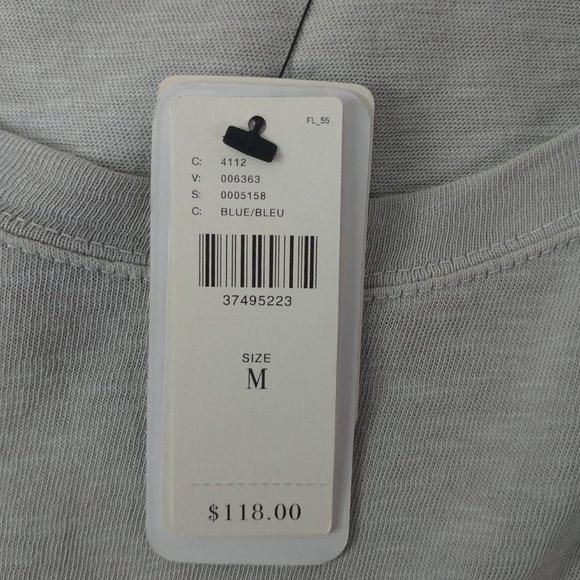 FL_55
C: 4112
V: 006363
S: 0005158
C: BLUE/BLEU
37495223
SIZE
M
$118.00